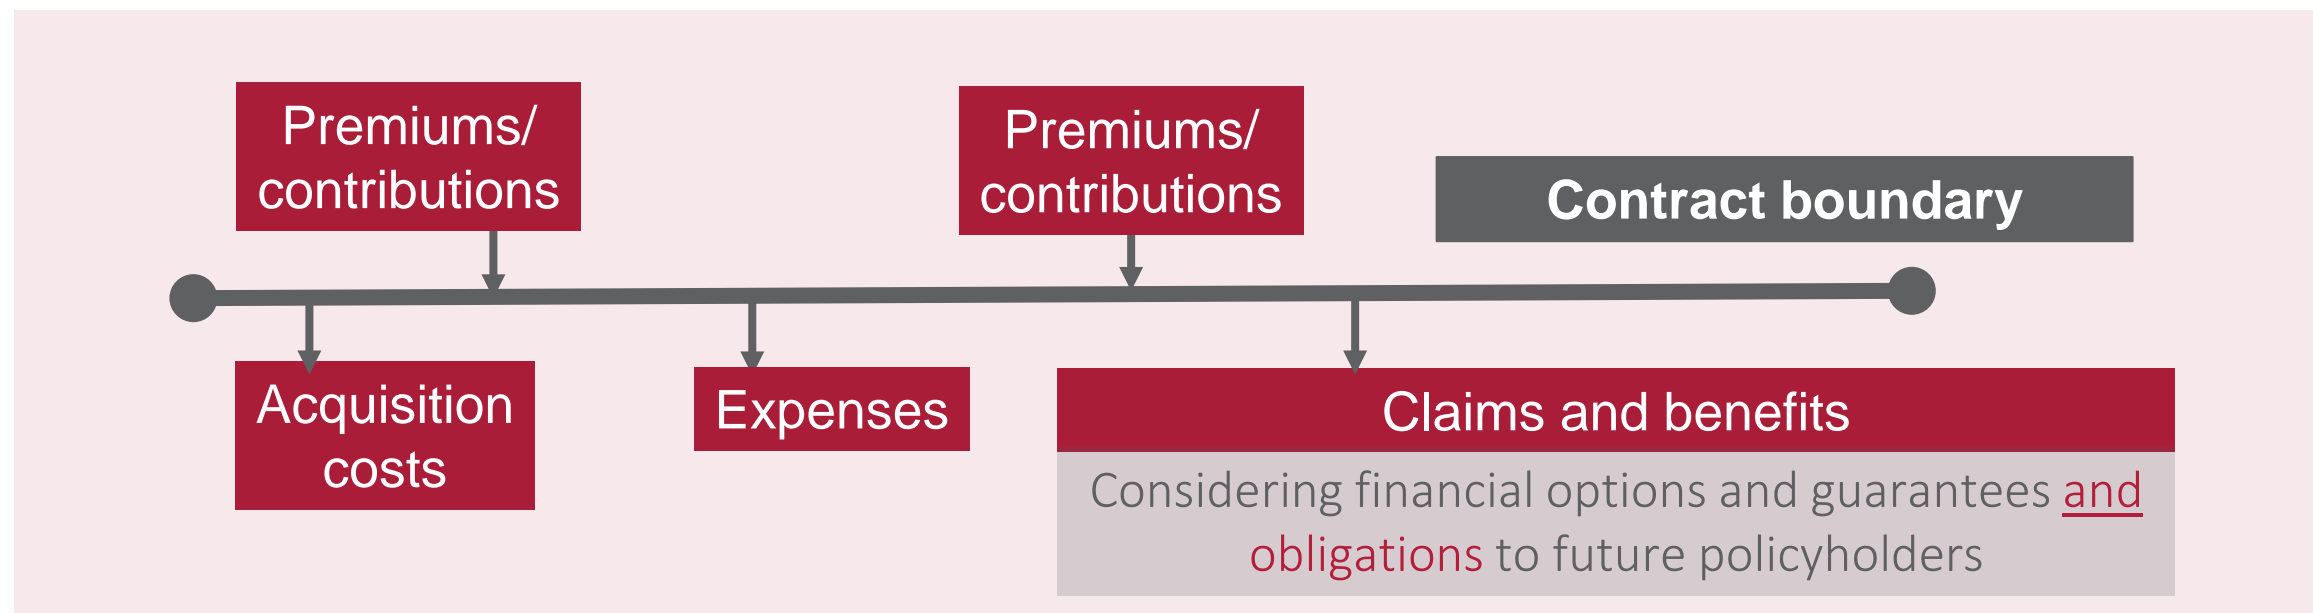 Premiums/
contributions
Premiums/
contributions
Contract boundary
Acquisition
costs
Expenses
Claims and benefits
Considering financial options and guarantees and
obligations to future policyholders